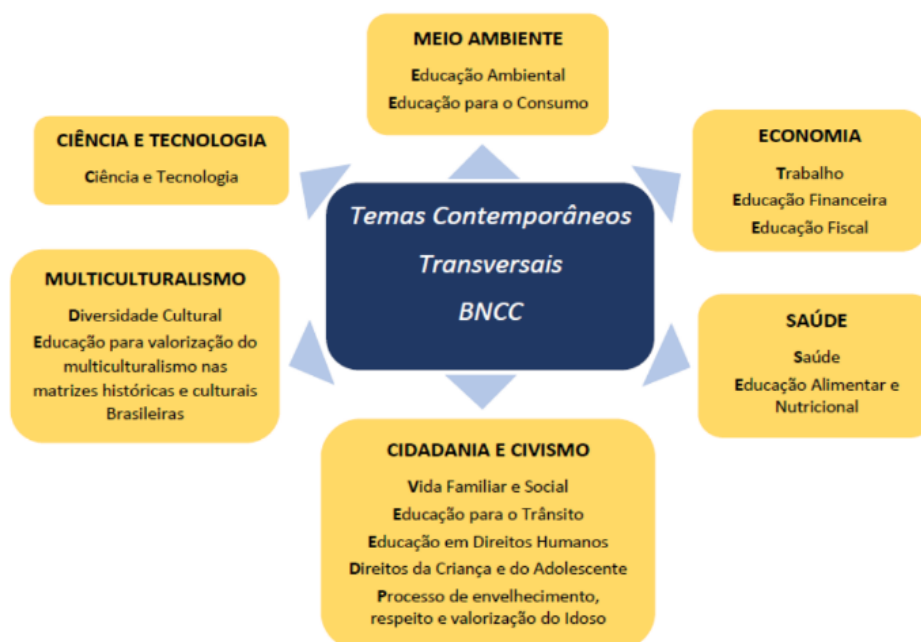 MEIO AMBIENTE
Educação Ambiental
Educação para o Consumo
CIÊNCIA E TECNOLOGIA
Ciência e Tecnologia
ECONOMIA
Trabalho
Educação Financeira
Educação Fiscal
Temas Contemporâneos
Transversais
BNCC
MULTICULTURALISMO
Diversidade Cultural
Educação para valorização do
multiculturalismo nas
matrizes históricas e culturais
Brasileiras
SAÚDE
Saúde
Educação Alimentar e
Nutricional
CIDADANIA E CIVISMO
Vida Familiar e Social
Educação para o Trânsito
Educação em Direitos Humanos
Direitos da Criança e do Adolescente
Processo de envelhecimento,
respeito e valorização do Idoso